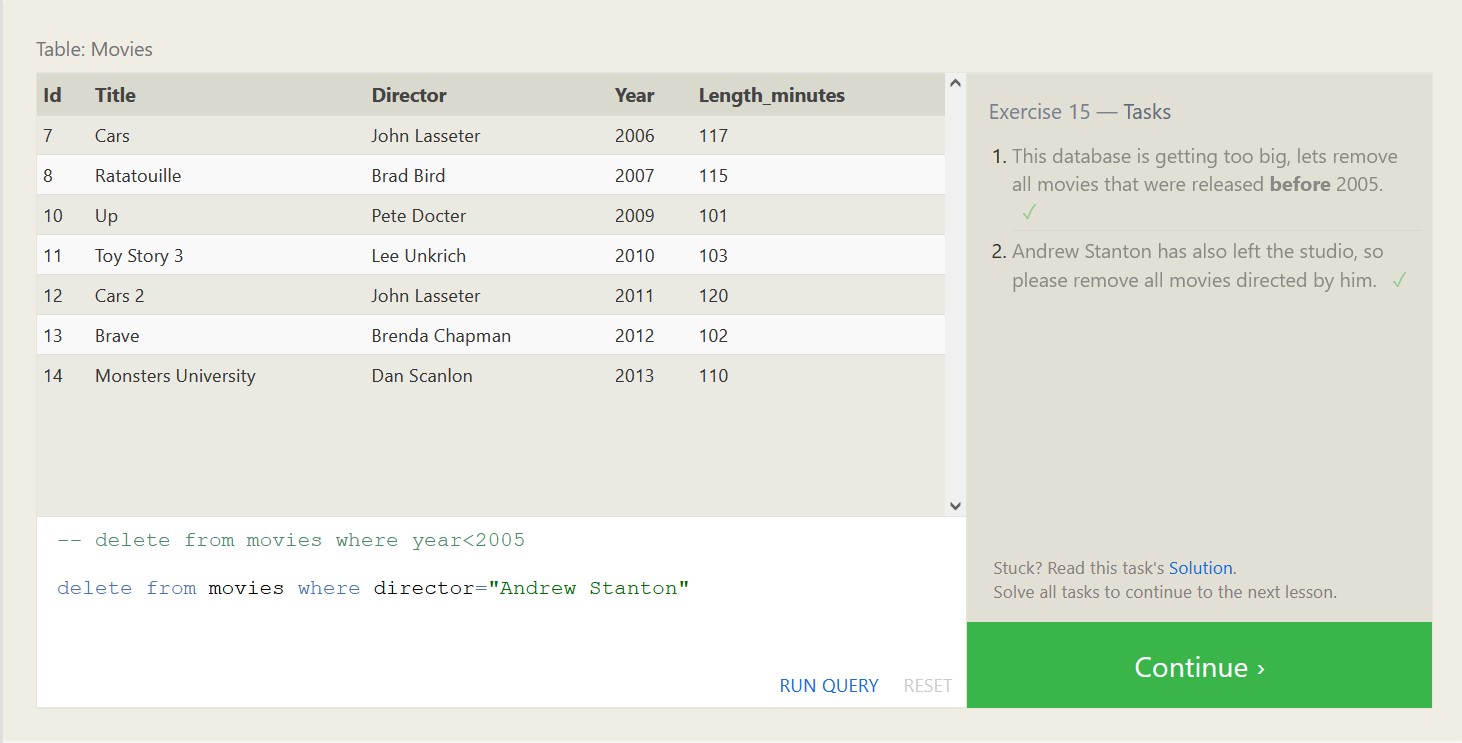 Table: Movies
Id Title Director Year Length_minutes
7 Cars John Lasseter 2006 117
8 Ratatouille Brad Bird 2007 115
10 Up Pete Docter 2009 101
11 Toy Story 3 Lee Unkrich 2010 103
12 Cars 2 John Lasseter 2011 120
13 Brave Brenda Chapman 2012 102
14 Monsters University Dan Scanlon 2013 110
-- delete from movies where year<2005
delete from movies where director="Andrew Stanton"
RUN QUERY RESET
Exercise 15 — Tasks
1. This database is getting too big, lets remove
all movies that were released before 2005.
✓
2. Andrew Stanton has also left the studio, so
please remove all movies directed by him. ✓
Stuck? Read this task's Solution.
Solve all tasks to continue to the next lesson.
Continue ›